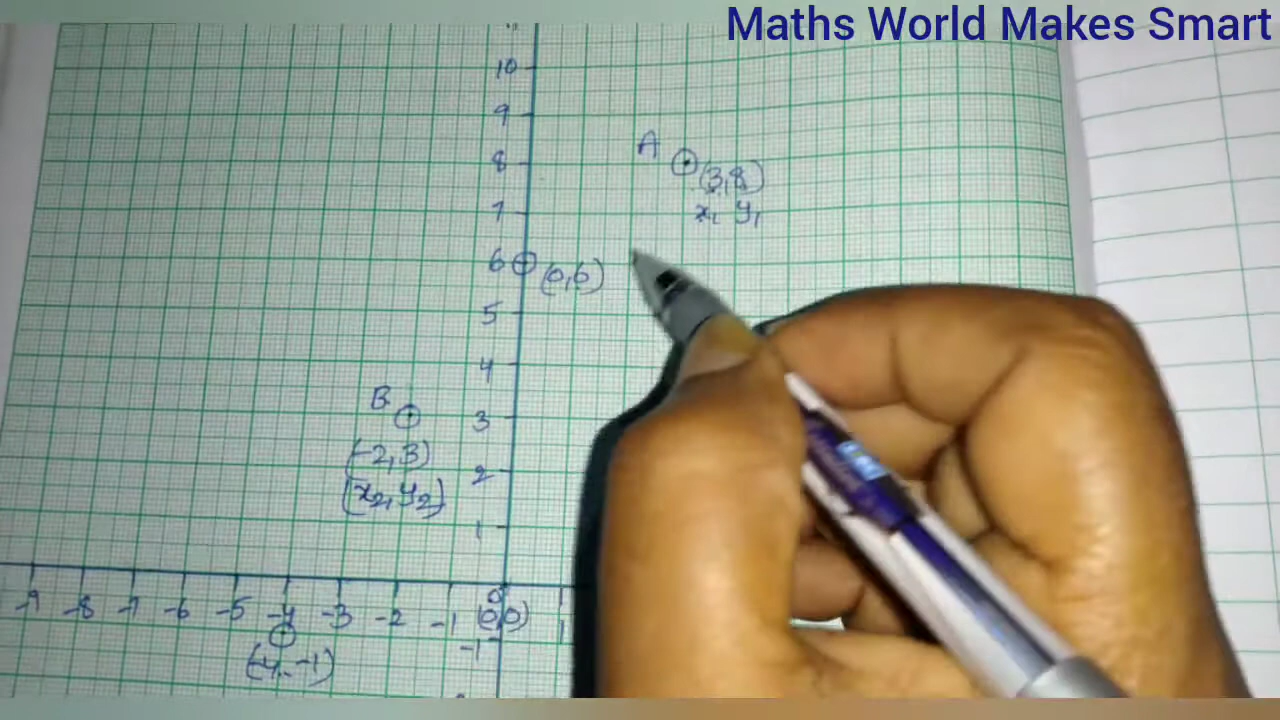 Maths World Makes Smart
10
9
A
8
(3,8)
x₁ y₁
7
6
(0,6)
5
4
B
3
(-2,3)
2
(x₂,y₂)
1
-9 -8 -7 -6 -5 -4 -3 -2 -1 0
(0,0)
1
-1
(-4,-1)